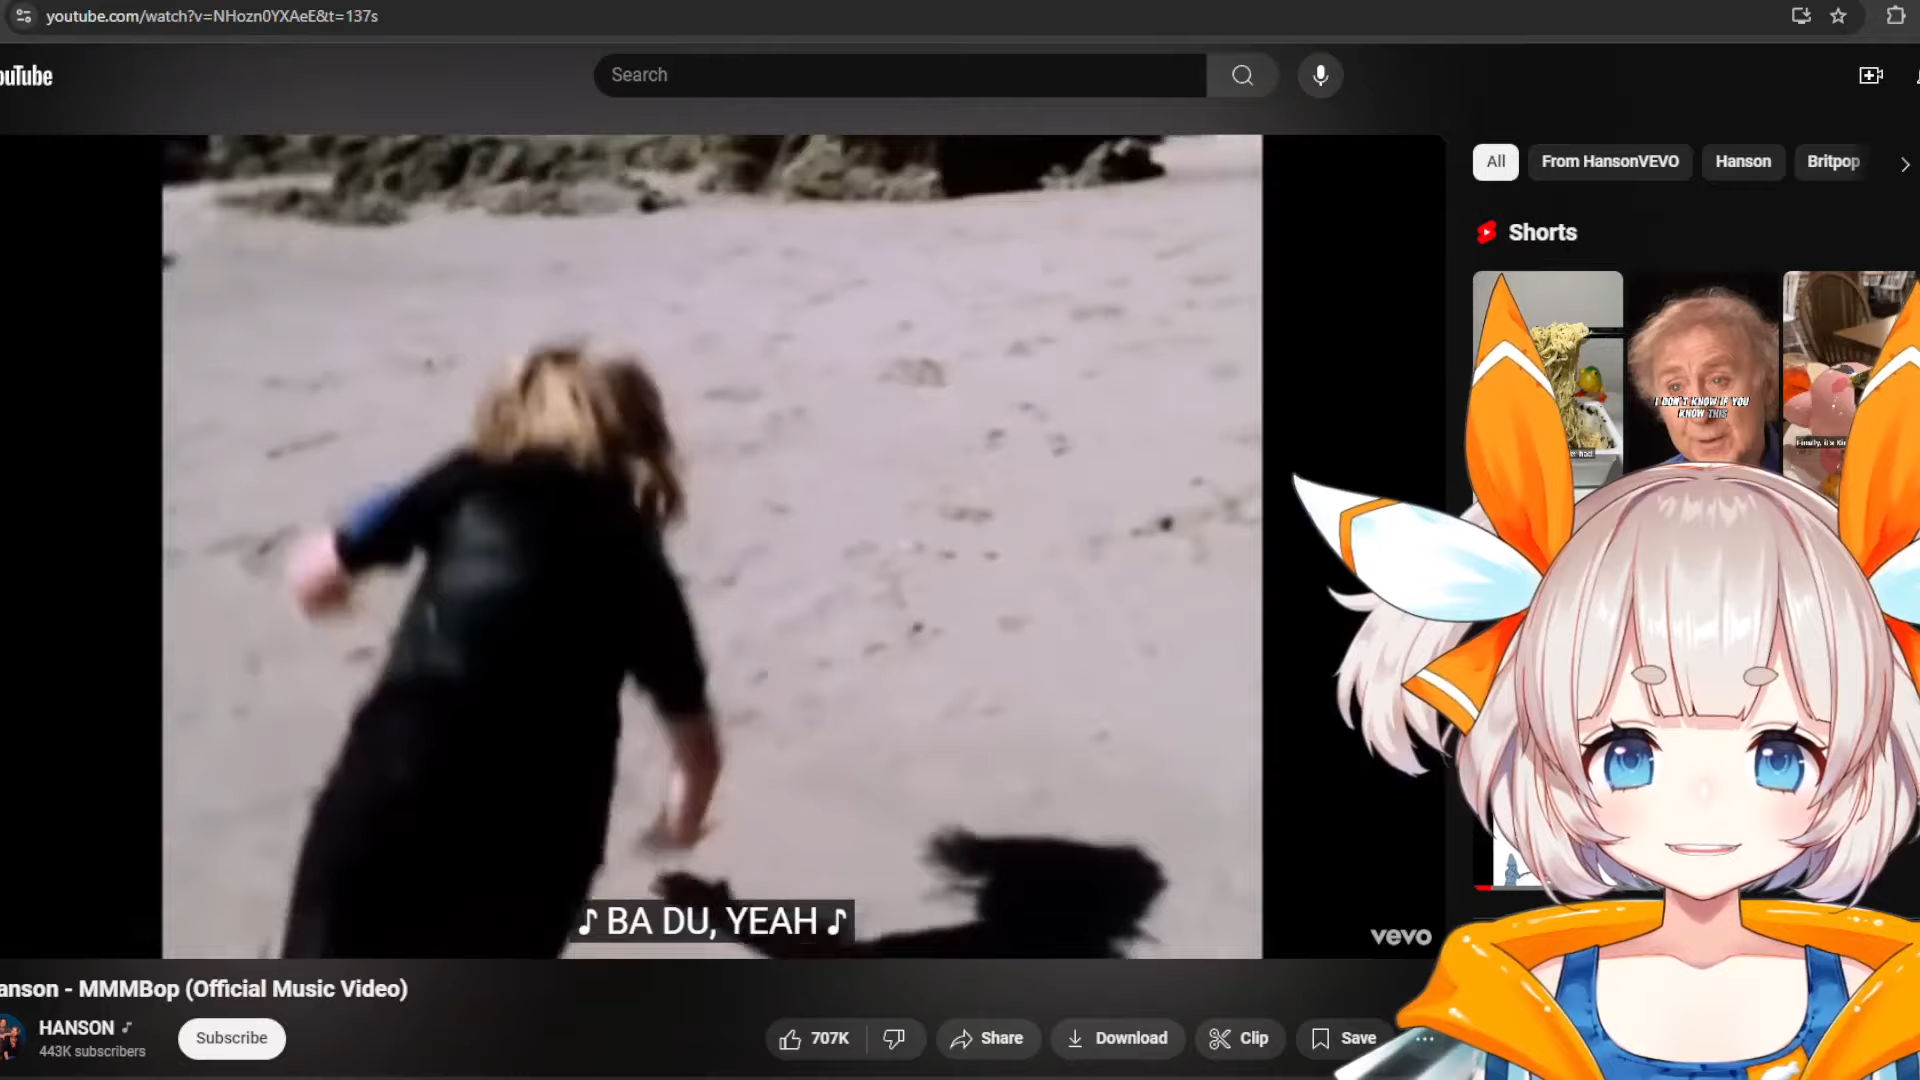 youtube.com/watch?v=NHozn0YXAeE&t=137s
ouTube
Search
All
From HansonVEVO
Hanson
Britpop
Shorts
I DON'T KNOW IF YOU
KNOW THIS
♪ BA DU, YEAH ♪
vevo
anson - MMMBop (Official Music Video)
HANSON
443K subscribers
Subscribe
707K
Share
Download
Clip
Save